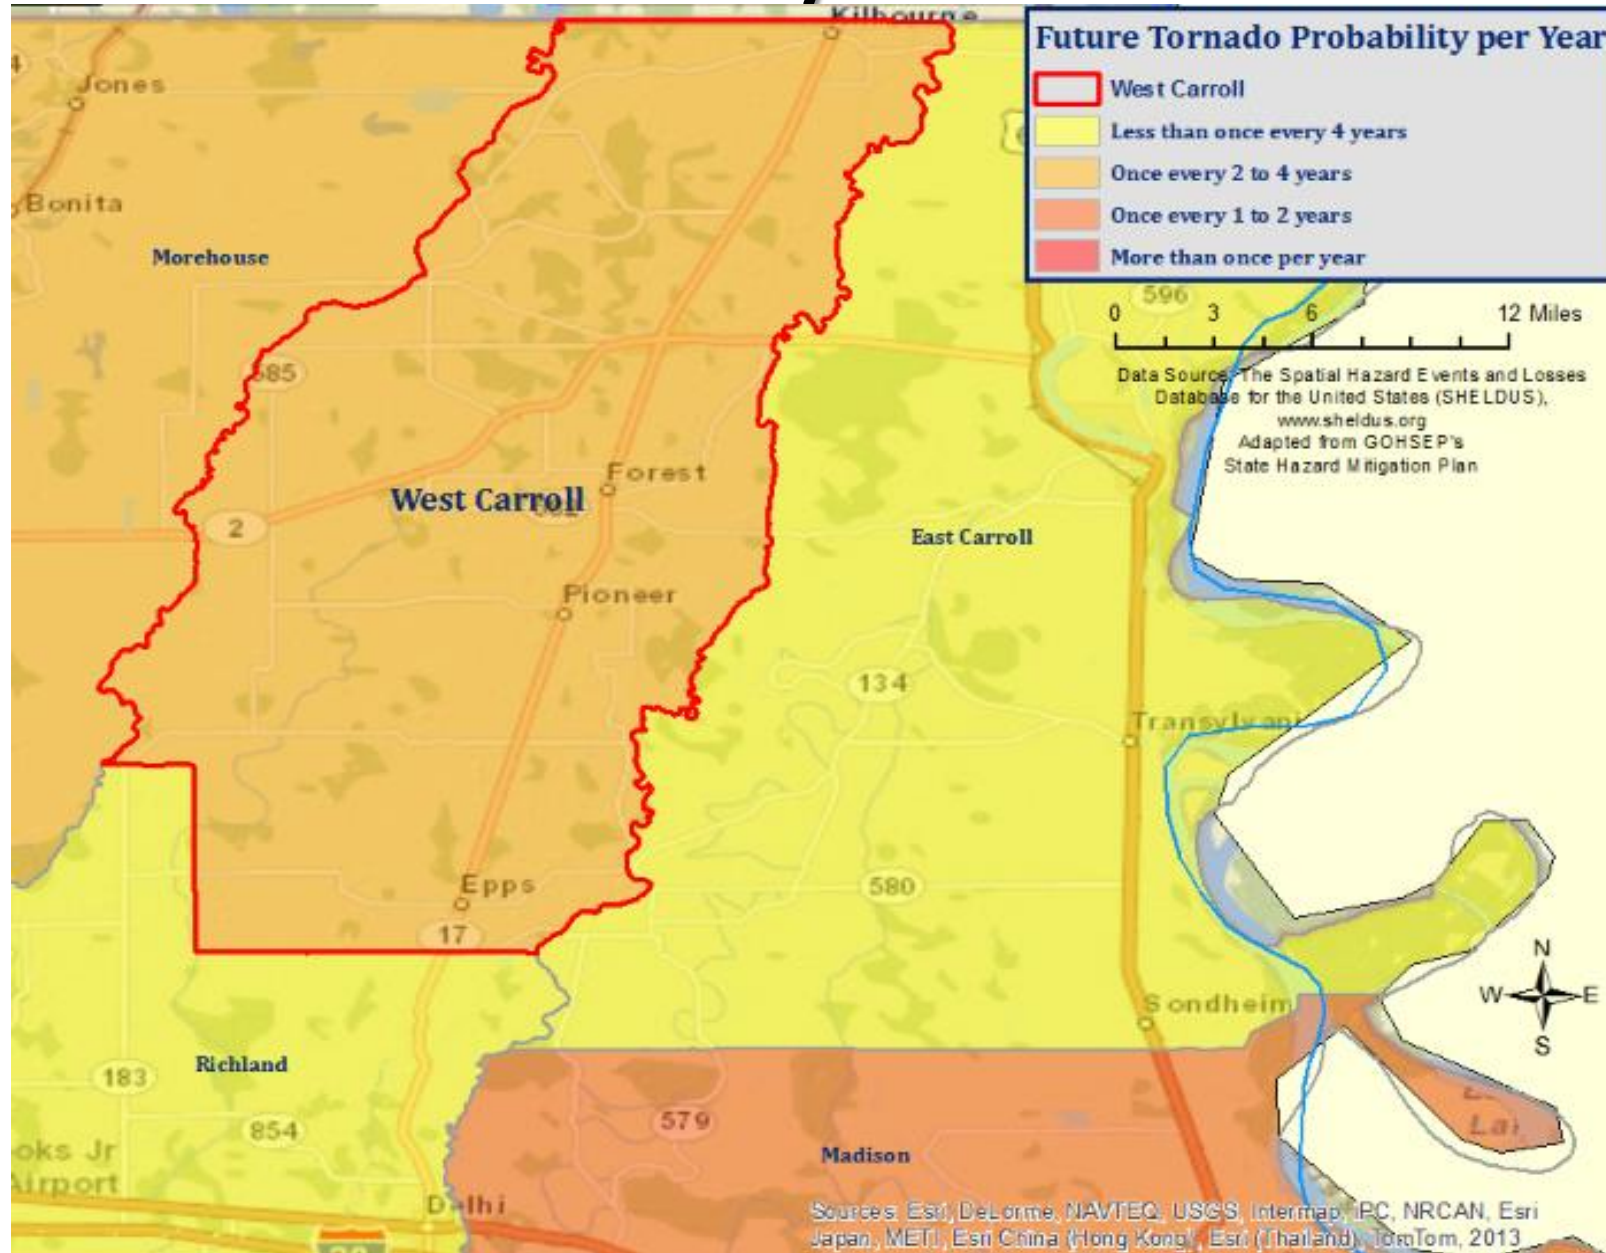 Kilbourne
Future Tornado Probability per Year
West Carroll
Less than once every 4 years
Once every 2 to 4 years
Once every 1 to 2 years
More than once per year
Jones
Bonita
Morehouse
596
0 3 6 12 Miles
Data Source: The Spatial Hazard Events and Losses
Database for the United States (SHELDUS),
www.sheldus.org
Adapted from GOHSEP's
State Hazard Mitigation Plan
585
Forest
West Carroll
2
East Carroll
Pioneer
134
Transylvani
Epps
580
17
N
W E
S
Sondheim
Richland
183
579
854
Madison
oks Jr
Airport
Delhi
Sources: Esri, DeLorme, NAVTEQ, USGS, Intermap, iPC, NRCAN, Esri
Japan, METI, Esri China (Hong Kong), Esri (Thailand), TomTom, 2013